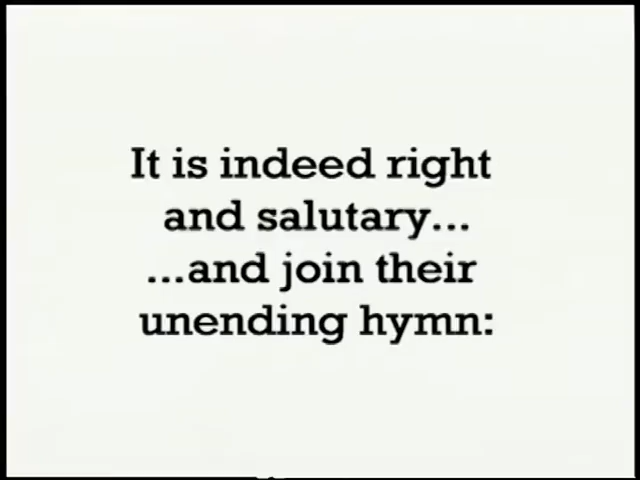 It is indeed right
and salutary...
...and join their
unending hymn: